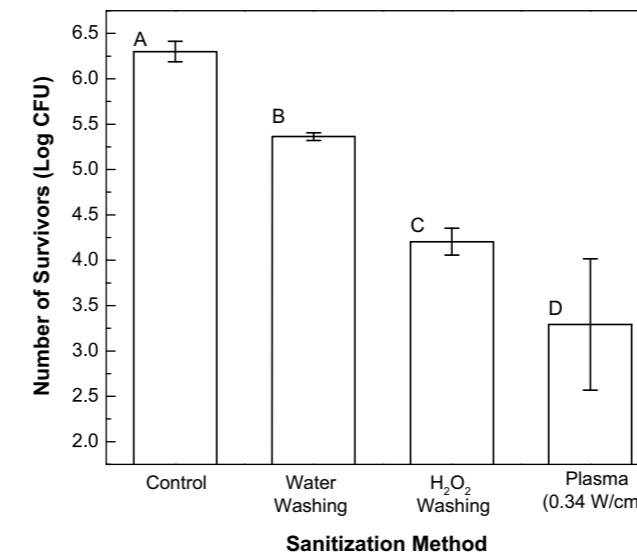 Number of Survivors (Log CFU)
6.5
6.0
5.5
5.0
4.5
4.0
3.5
3.0
2.5
2.0
A
B
C
D
Control
Water
Washing
H₂O₂
Washing
Plasma
(0.34 W/cm
Sanitization Method